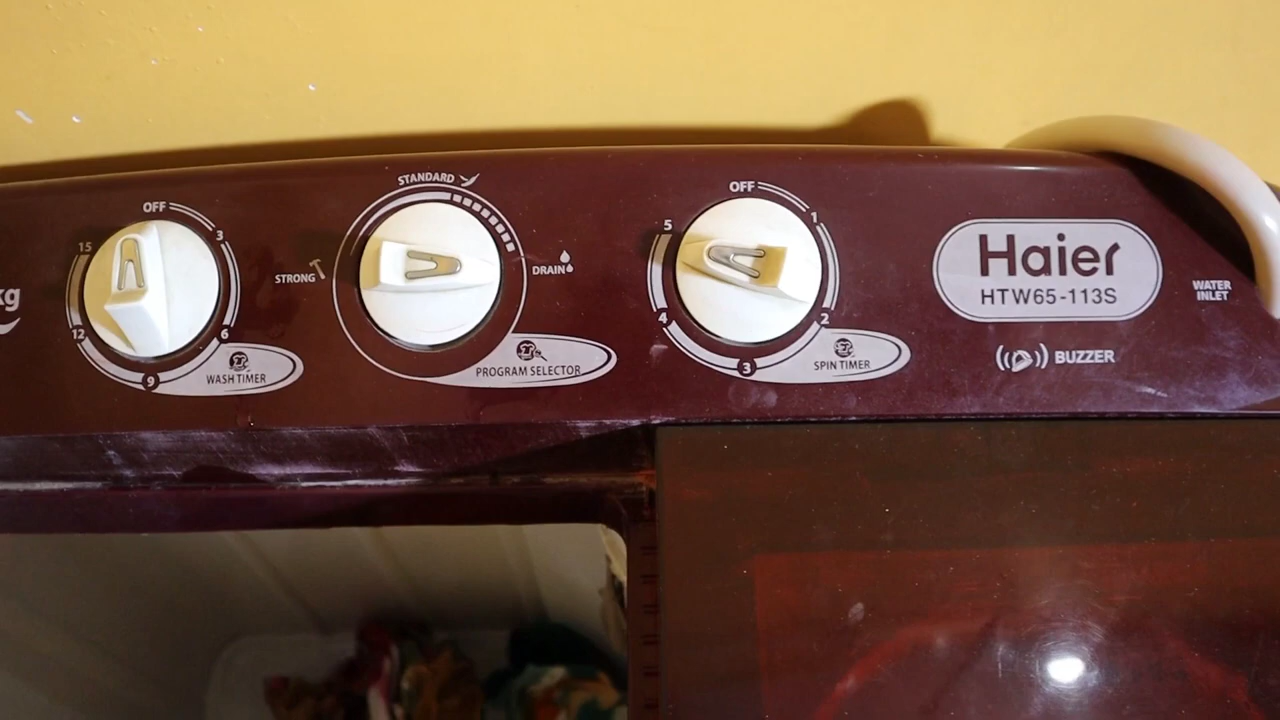 kg
OFF
3
6
9
12
15
WASH TIMER
STANDARD
STRONG
DRAIN
PROGRAM SELECTOR
OFF
1
2
3
4
5
SPIN TIMER
Haier
HTW65-113S
BUZZER
WATER
INLET